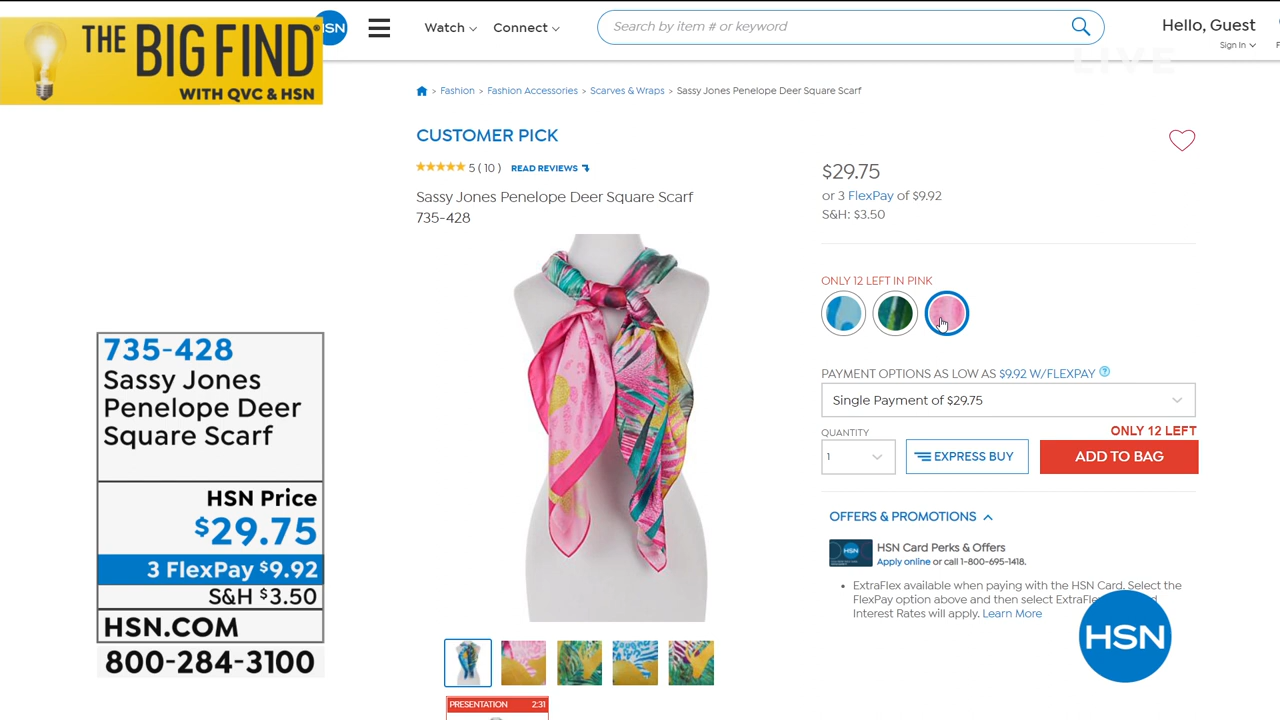 THE BIG FIND®
WITH QVC & HSN
HSN
Watch
Connect
Search by item # or keyword
Hello, Guest
Sign In
LIVE
Fashion > Fashion Accessories > Scarves & Wraps > Sassy Jones Penelope Deer Square Scarf
CUSTOMER PICK
5 ( 10 ) READ REVIEWS
Sassy Jones Penelope Deer Square Scarf
735-428
$29.75
or 3 FlexPay of $9.92
S&H: $3.50
ONLY 12 LEFT IN PINK
PAYMENT OPTIONS AS LOW AS $9.92 W/FLEXPAY ?
Single Payment of $29.75
ONLY 12 LEFT
QUANTITY
1
EXPRESS BUY
ADD TO BAG
OFFERS & PROMOTIONS
HSN
HSN Card Perks & Offers
Apply online or call 1-800-695-1418.
• ExtraFlex available when paying with the HSN Card. Select the
FlexPay option above and then select ExtraFle
Interest Rates will apply. Learn More
HSN
735-428
Sassy Jones
Penelope Deer
Square Scarf
HSN Price
$29.75
3 FlexPay $9.92
S&H $3.50
HSN.COM
800-284-3100
PRESENTATION 2:31